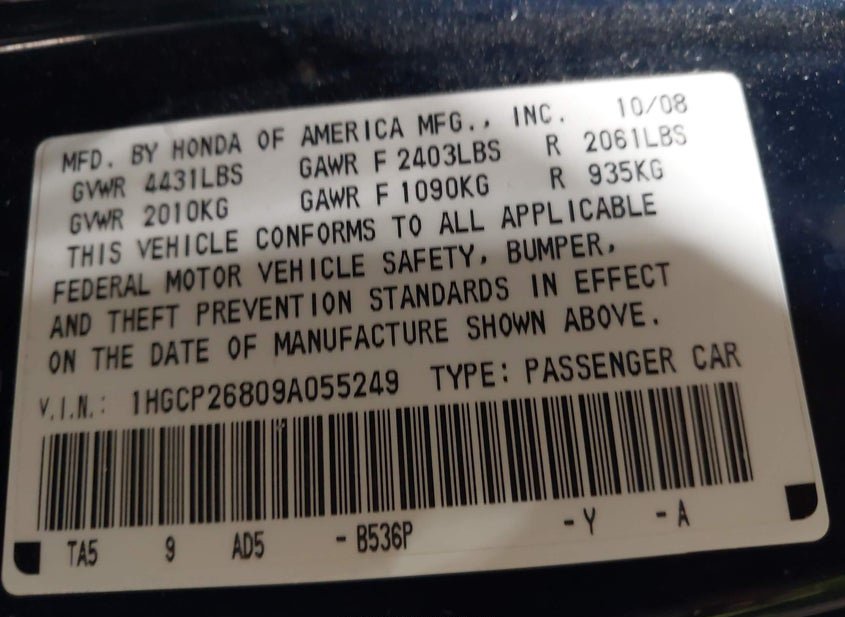 MFD. BY HONDA OF AMERICA MFG., INC. 10/08
GVWR 4431LBS GAWR F 2403LBS R 2061LBS
GVWR 2010KG GAWR F 1090KG R 935KG
THIS VEHICLE CONFORMS TO ALL APPLICABLE
FEDERAL MOTOR VEHICLE SAFETY, BUMPER,
AND THEFT PREVENTION STANDARDS IN EFFECT
ON THE DATE OF MANUFACTURE SHOWN ABOVE.
V.I.N.: 1HGCP26809A055249 TYPE: PASSENGER CAR
TA5 9 AD5 -B536P -Y -A